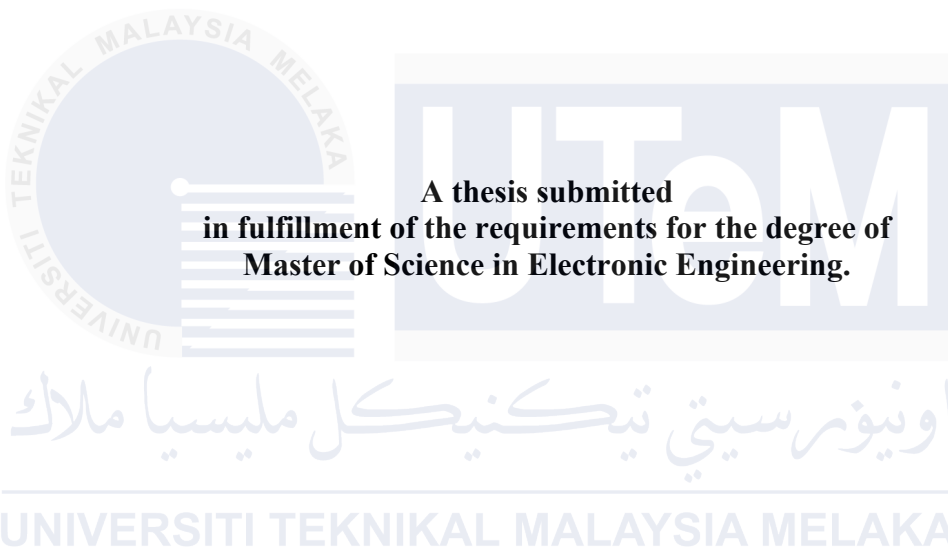 UNIVERSITI TEKNIKAL MALAYSIA MELAKA
UTeM
A thesis submitted
in fulfillment of the requirements for the degree of
Master of Science in Electronic Engineering.
اونيۏرسيتي تيكنيكل مليسيا ملاك
UNIVERSITI TEKNIKAL MALAYSIA MELAKA